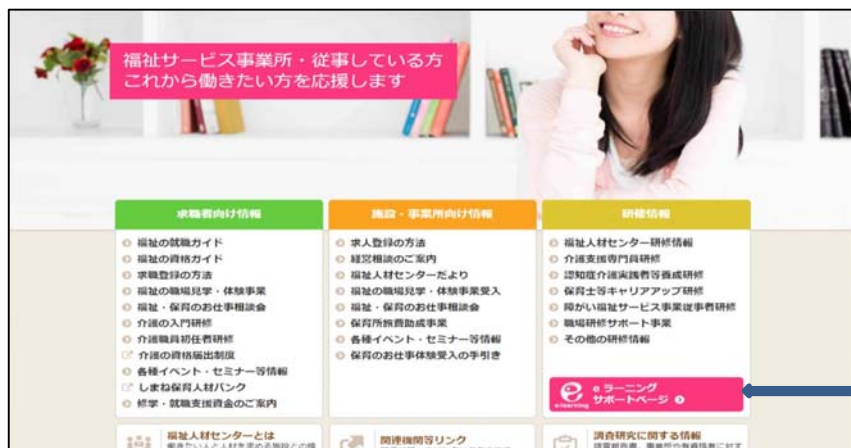 福祉サービス事業所・従事している方
これから働きたい方を応援します
求職者向け情報
福祉の就職ガイド
福祉の資格ガイド
求職登録の方法
福祉の職場見学・体験事業
福祉・保育のお仕事相談会
介護の入門研修
介護職員初任者研修
介護の資格届出制度
各種イベント・セミナー等情報
しまね保育人材バンク
修学・就職支援資金のご案内
施設・事業所向け情報
求人登録の方法
経営相談のご案内
福祉人材センターだより
福祉の職場見学・体験事業受入
福祉・保育のお仕事相談会
保育所旅費助成事業
各種イベント・セミナー等情報
保育のお仕事体験受入の手引き
研修情報
福祉人材センター研修情報
介護支援専門員研修
認知症介護実践者等養成研修
保育士等キャリアアップ研修
障がい福祉サービス事業従事者研修
職場研修サポート事業
その他の研修情報
e-learning
eラーニング
サポートページ
福祉人材センターとは
働きたい人と人材を求める施設との
関連機関等リンク
調査研究に関する情報